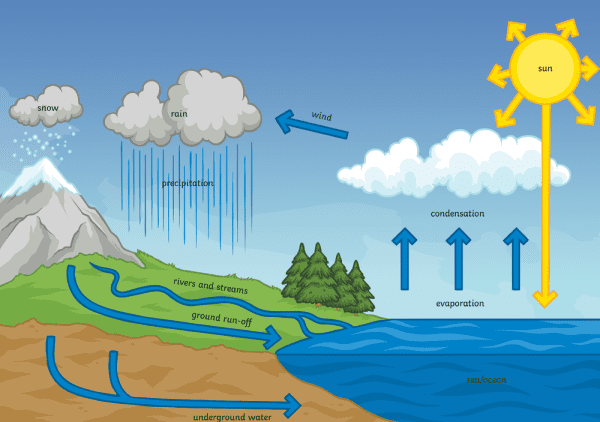 sun
snow
rain
wind
precipitation
condensation
rivers and streams
evaporation
ground run-off
sea/ocean
underground water